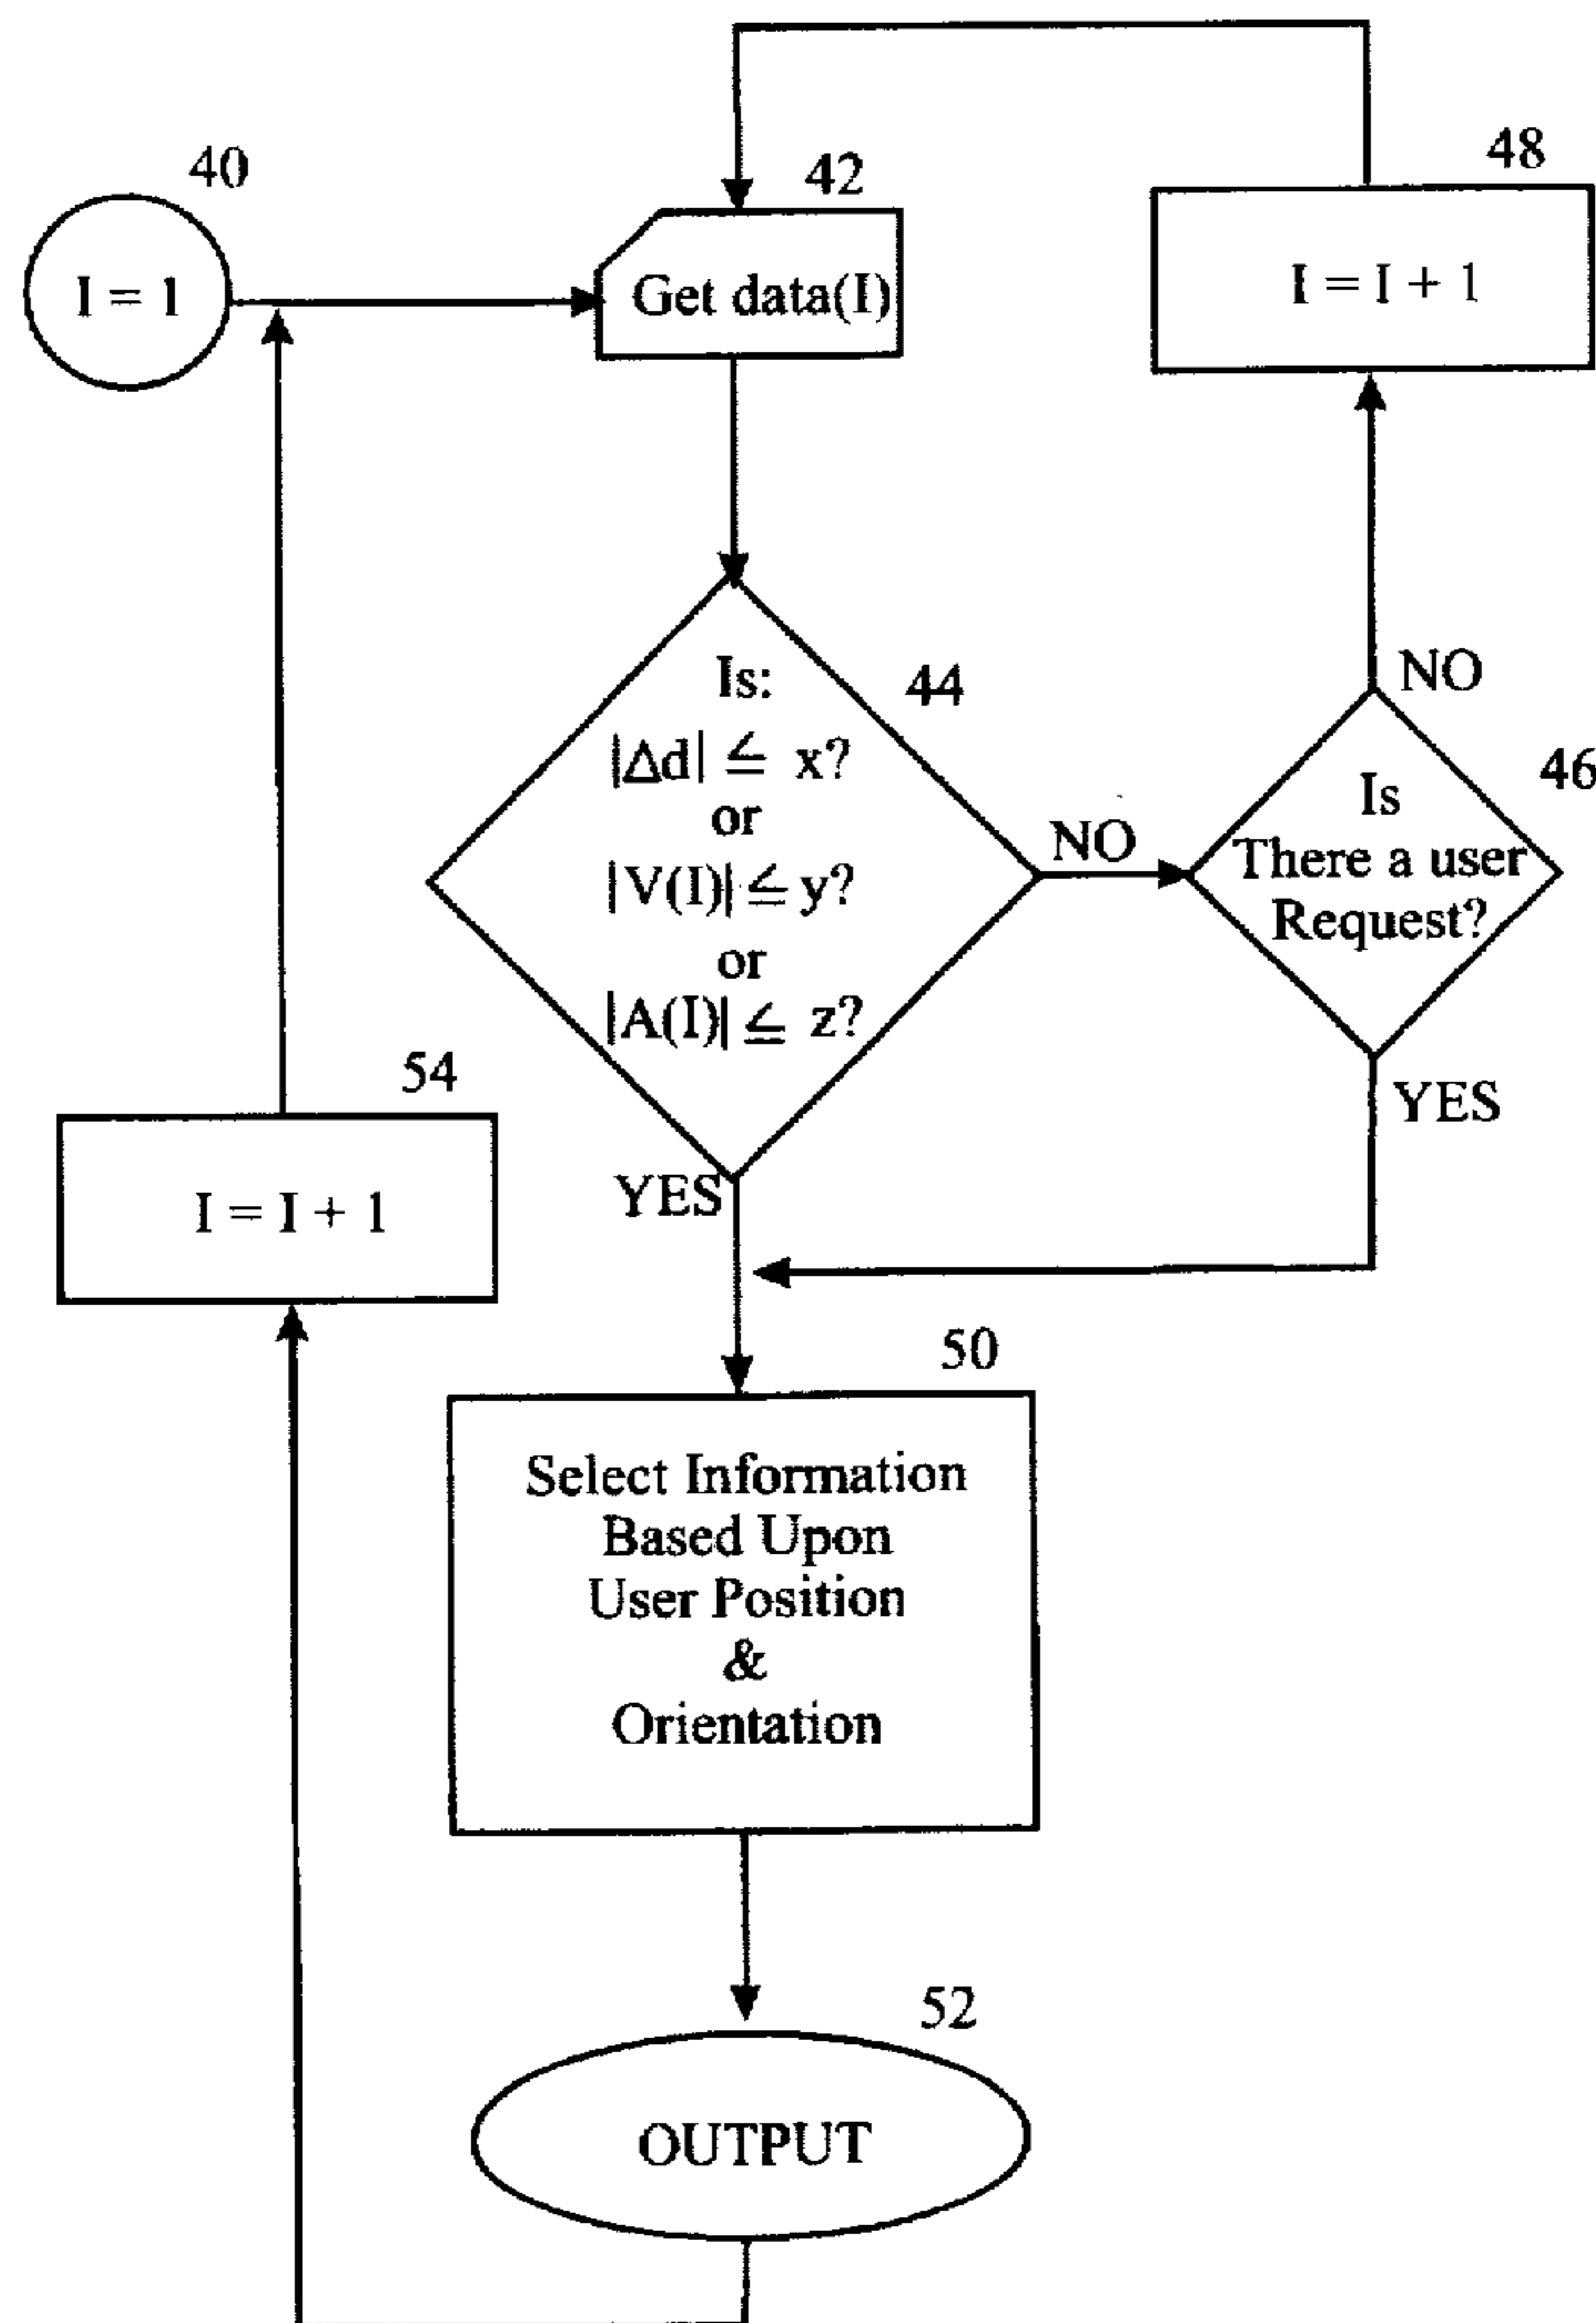 40
I = 1
42
Get data(I)
48
I = I + 1
44
Is:
|Δd| ≦ x?
or
|V(I)| ≦ y?
or
|A(I)| ≦ z?
NO
YES
46
Is
There a user
Request?
NO
YES
54
I = I + 1
50
Select Information
Based Upon
User Position
&
Orientation
52
OUTPUT